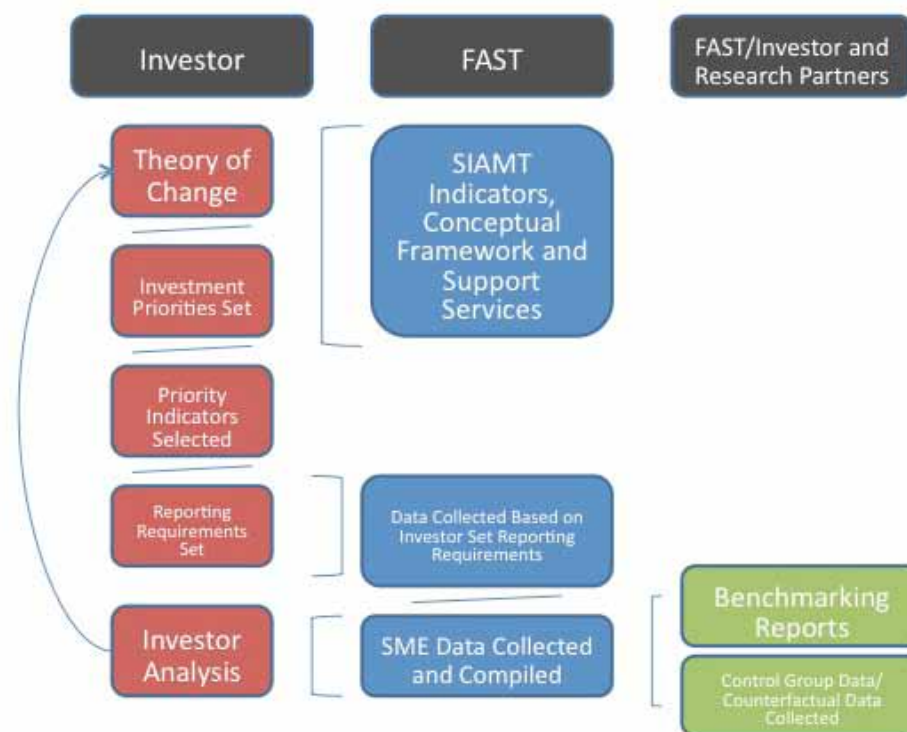 Investor
FAST
FAST/Investor and
Research Partners
Theory of
Change
Investment
Priorities Set
Priority
Indicators
Selected
Reporting
Requirements
Set
Investor
Analysis
SIAMT
Indicators,
Conceptual
Framework and
Support
Services
Data Collected Based on
Investor Set Reporting
Requirements
SME Data Collected
and Compiled
Benchmarking
Reports
Control Group Data/
Counterfactual Data
Collected